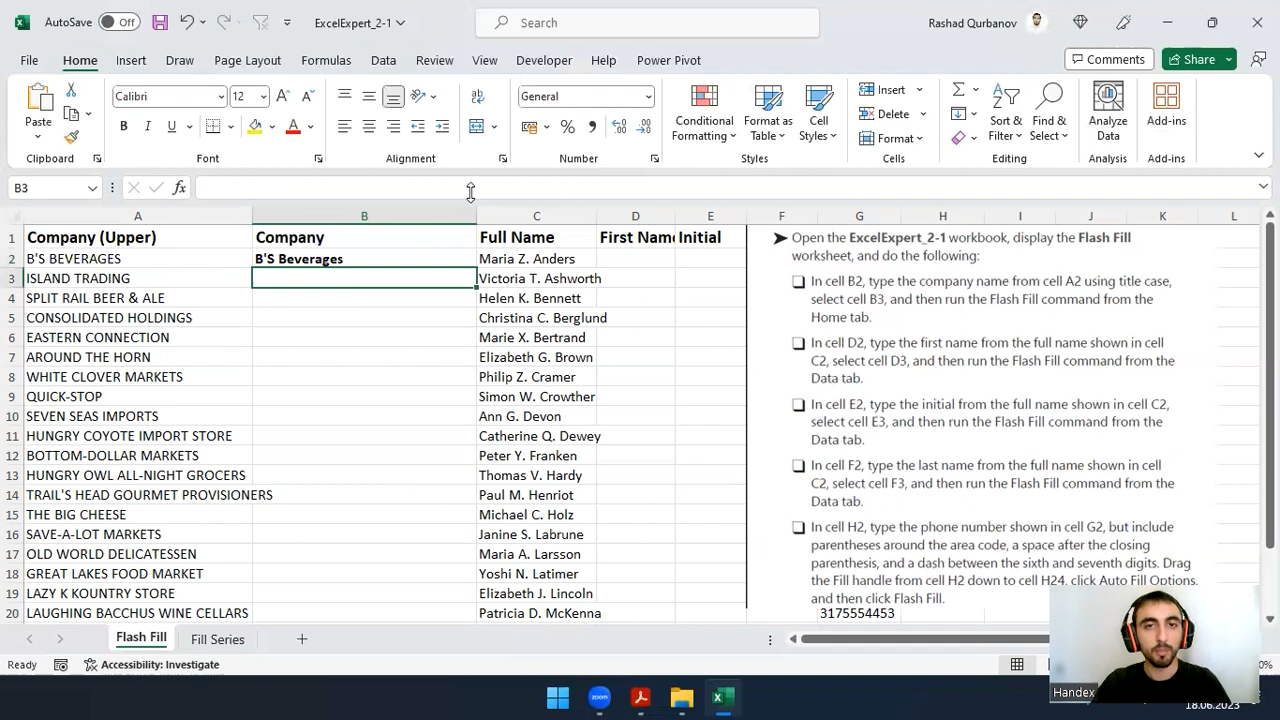 AutoSave Off ExcelExpert_2-1 Search Rashad Qurbanov
File Home Insert Draw Page Layout Formulas Data Review View Developer Help Power Pivot Comments Share
Calibri 12 General Insert
Paste Conditional Formatting Format as Table Cell Styles Delete Sort & Filter Find & Select Analyze Data Add-ins
Format
Clipboard Font Alignment Number Styles Cells Editing Analysis Add-ins
B3 fx
A B C D E F G H I J K L
1 Company (Upper) Company Full Name First Name Initial
2 B'S BEVERAGES B'S Beverages Maria Z. Anders
3 ISLAND TRADING Victoria T. Ashworth
4 SPLIT RAIL BEER & ALE Helen K. Bennett
5 CONSOLIDATED HOLDINGS Christina C. Berglund
6 EASTERN CONNECTION Marie X. Bertrand
7 AROUND THE HORN Elizabeth G. Brown
8 WHITE CLOVER MARKETS Philip Z. Cramer
9 QUICK-STOP Simon W. Crowther
10 SEVEN SEAS IMPORTS Ann G. Devon
11 HUNGRY COYOTE IMPORT STORE Catherine Q. Dewey
12 BOTTOM-DOLLAR MARKETS Peter Y. Franken
13 HUNGRY OWL ALL-NIGHT GROCERS Thomas V. Hardy
14 TRAIL'S HEAD GOURMET PROVISIONERS Paul M. Henriot
15 THE BIG CHEESE Michael C. Holz
16 SAVE-A-LOT MARKETS Janine S. Labrune
17 OLD WORLD DELICATESSEN Maria A. Larsson
18 GREAT LAKES FOOD MARKET Yoshi N. Latimer
19 LAZY K KOUNTRY STORE Elizabeth J. Lincoln
20 LAUGHING BACCHUS WINE CELLARS Patricia D. McKenna 3175554453
Open the ExcelExpert_2-1 workbook, display the Flash Fill
worksheet, and do the following:
In cell B2, type the company name from cell A2 using title case,
select cell B3, and then run the Flash Fill command from the
Home tab.
In cell D2, type the first name from the full name shown in cell
C2, select cell D3, and then run the Flash Fill command from the
Data tab.
In cell E2, type the initial from the full name shown in cell C2,
select cell E3, and then run the Flash Fill command from the
Data tab.
In cell F2, type the last name from the full name shown in cell
C2, select cell F3, and then run the Flash Fill command from the
Data tab.
In cell H2, type the phone number shown in cell G2, but include
parentheses around the area code, a space after the closing
parenthesis, and a dash between the sixth and seventh digits. Drag
the Fill handle from cell H2 down to cell H24, click Auto Fill Options,
and then click Flash Fill.
Flash Fill Fill Series
Ready Accessibility: Investigate
Handex
zoom
18.06.2023